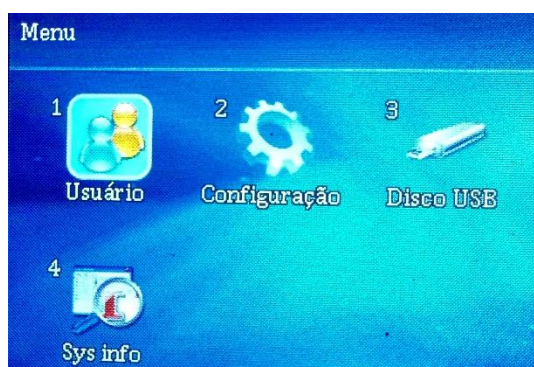 Menu
1
Usuário
2
Configuração
3
Disco USB
4
Sys info